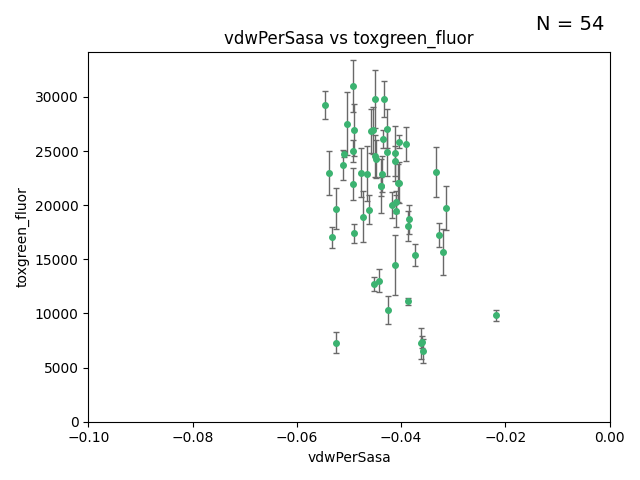 N = 54
vdwPerSasa vs toxgreen_fluor
30000
25000
20000
15000
10000
5000
0
toxgreen_fluor
−0.10 −0.08 −0.06 −0.04 −0.02 0.00
vdwPerSasa